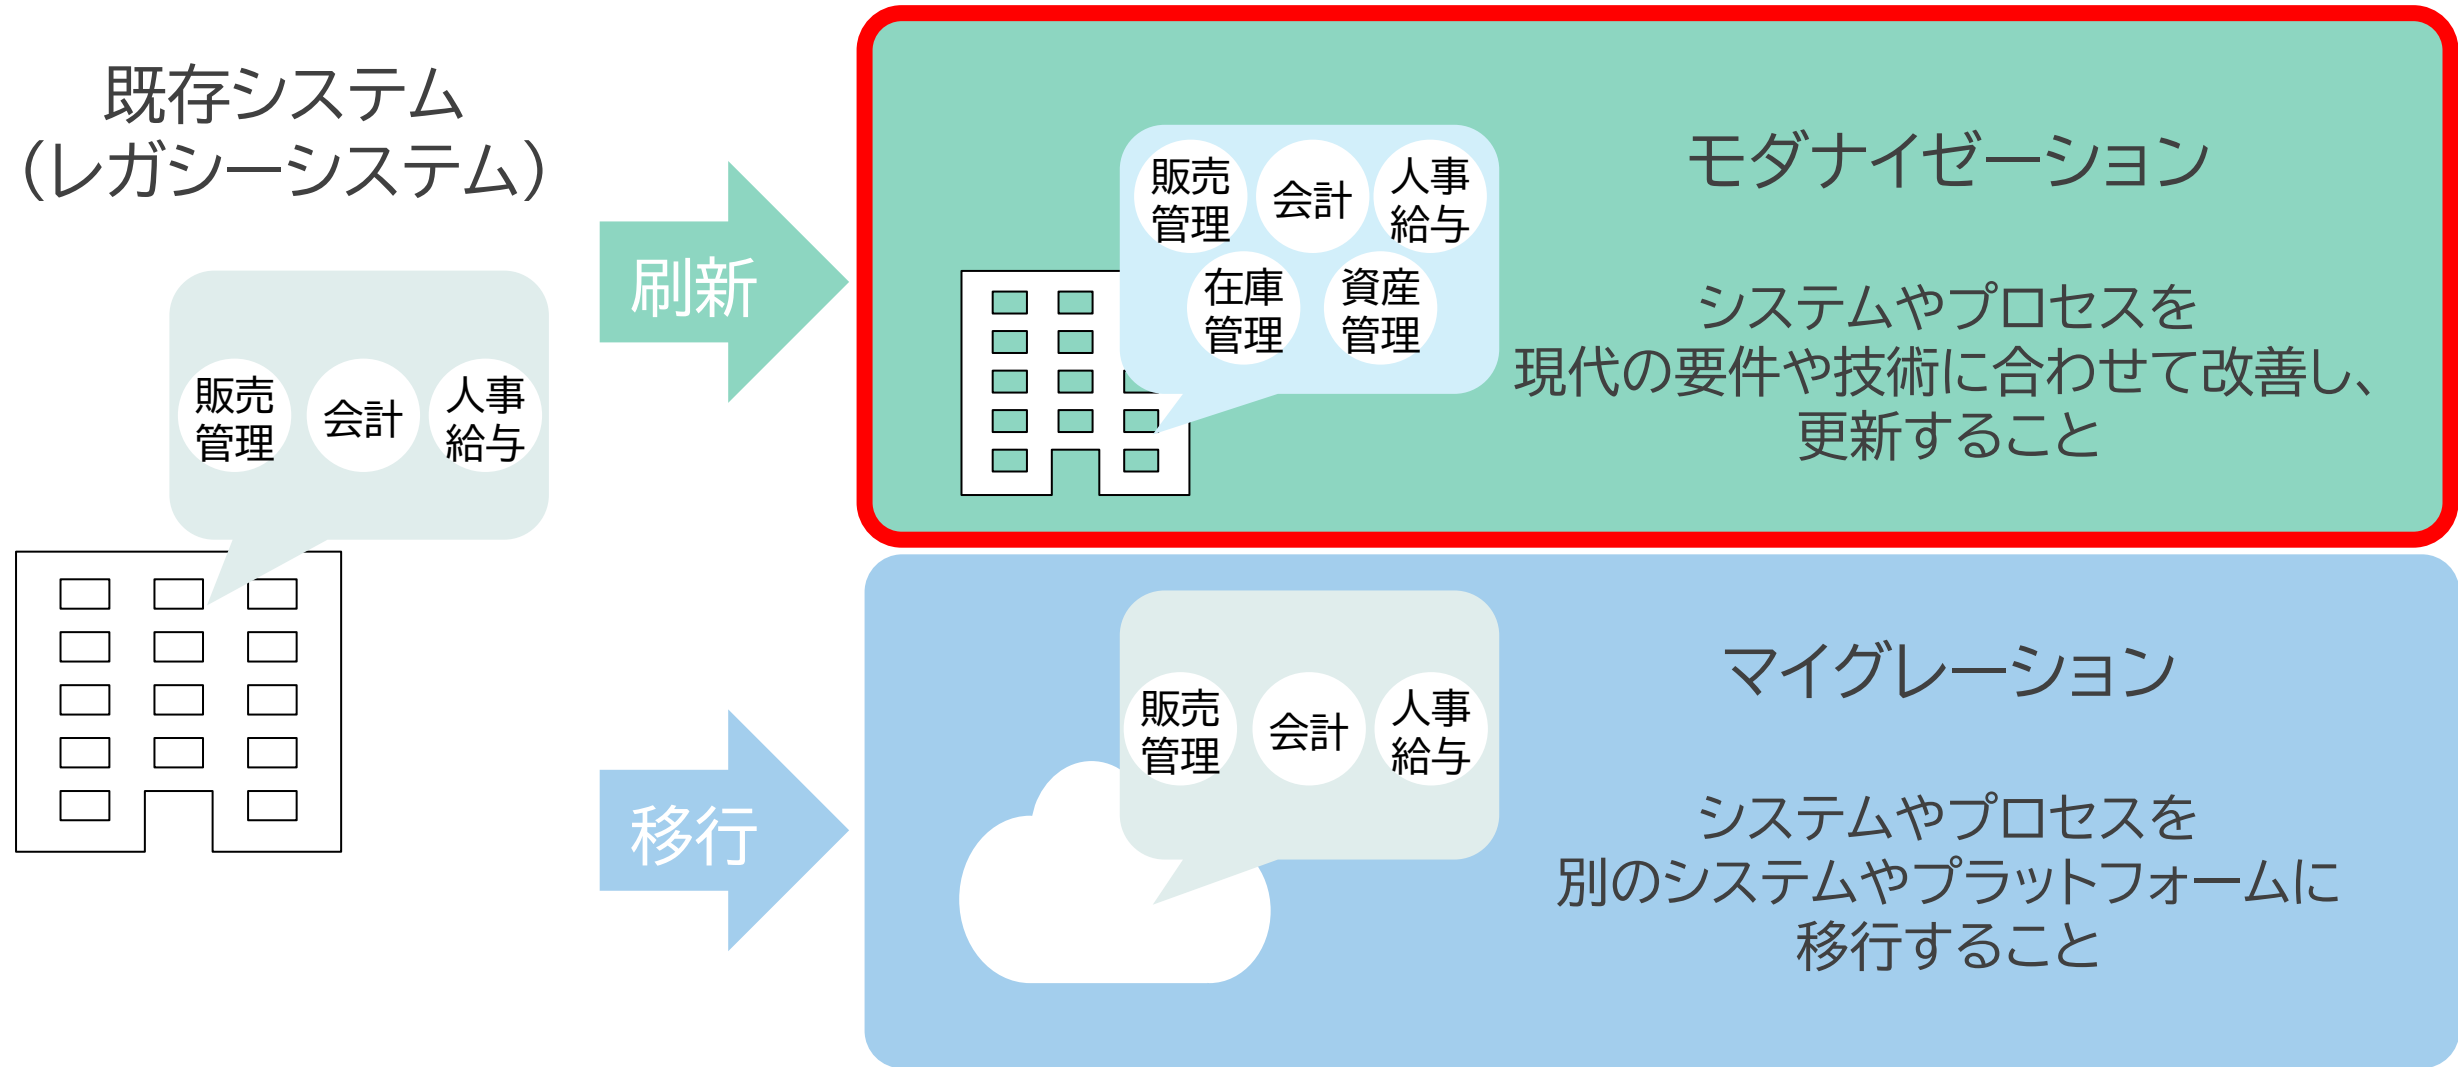 既存システム
（レガシーシステム）
販売
管理
会計
人事
給与
刷新
販売
管理
会計
人事
給与
在庫
管理
資産
管理
モダナイゼーション
システムやプロセスを
現代の要件や技術に合わせて改善し、
更新すること
移行
販売
管理
会計
人事
給与
マイグレーション
システムやプロセスを
別のシステムやプラットフォームに
移行すること